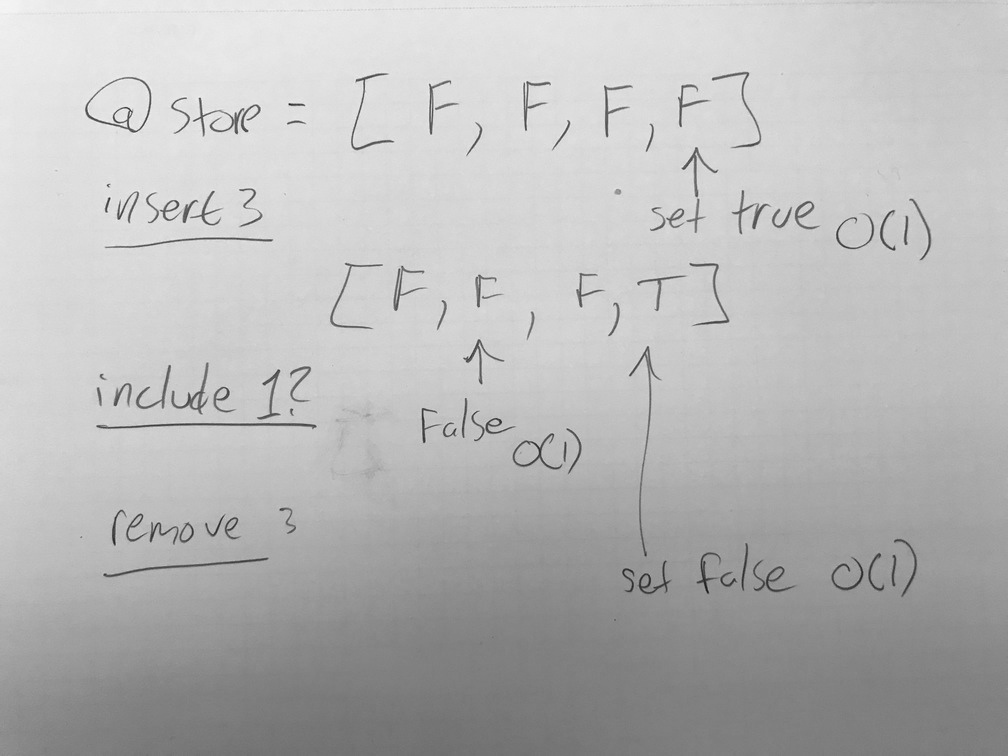 @ store = [ F, F, F, F ]
insert 3
set true O(1)
[ F, F, F, T ]
include 1?
False O(1)
remove 3
set false O(1)